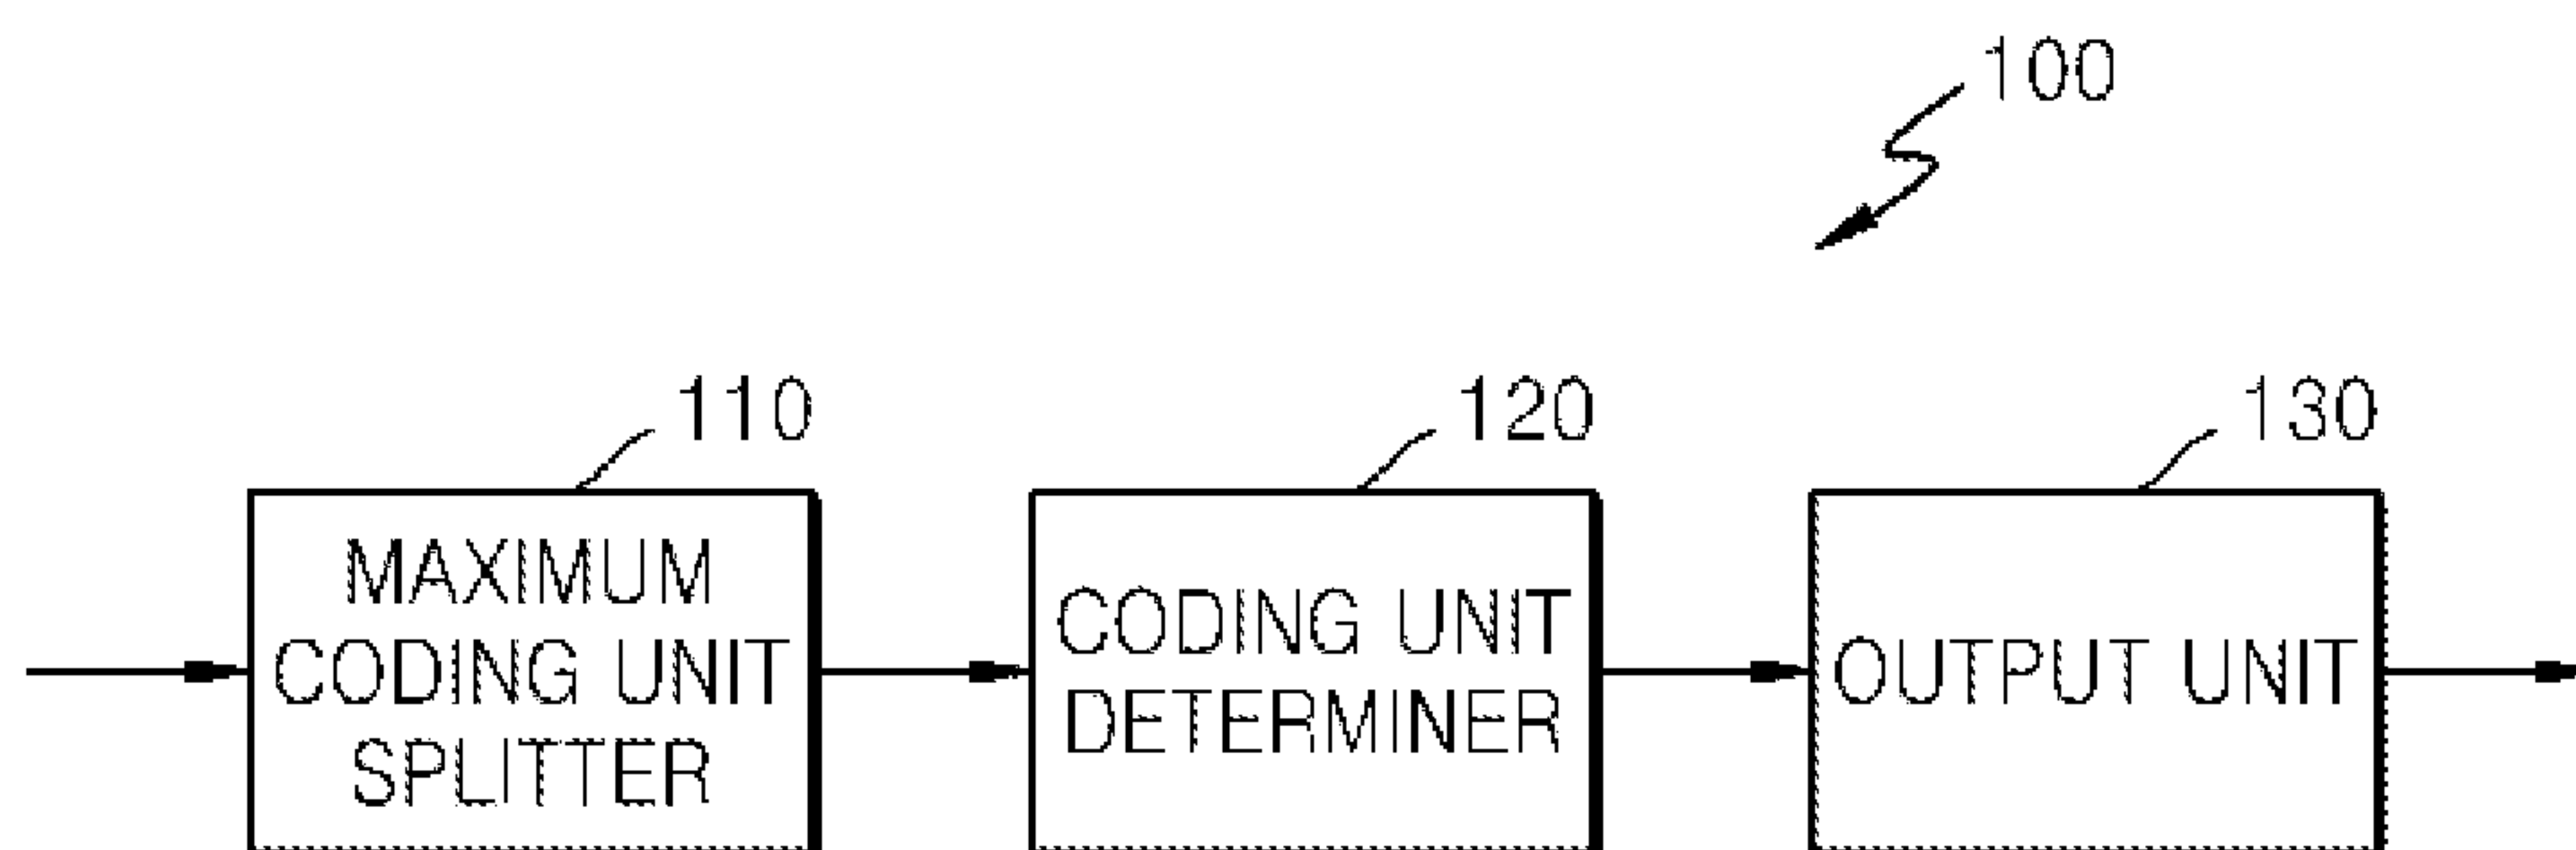 100
110
120
130
MAXIMUM
CODING UNIT
SPLITTER
CODING UNIT
DETERMINER
OUTPUT UNIT